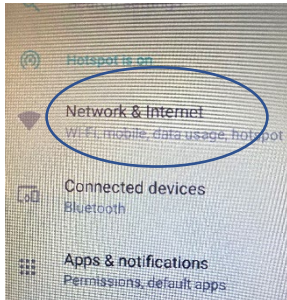 Hotspot is on
Network & Internet
Wi-Fi, mobile, data usage, hotspot
Connected devices
Bluetooth
Apps & notifications
Permissions, default apps